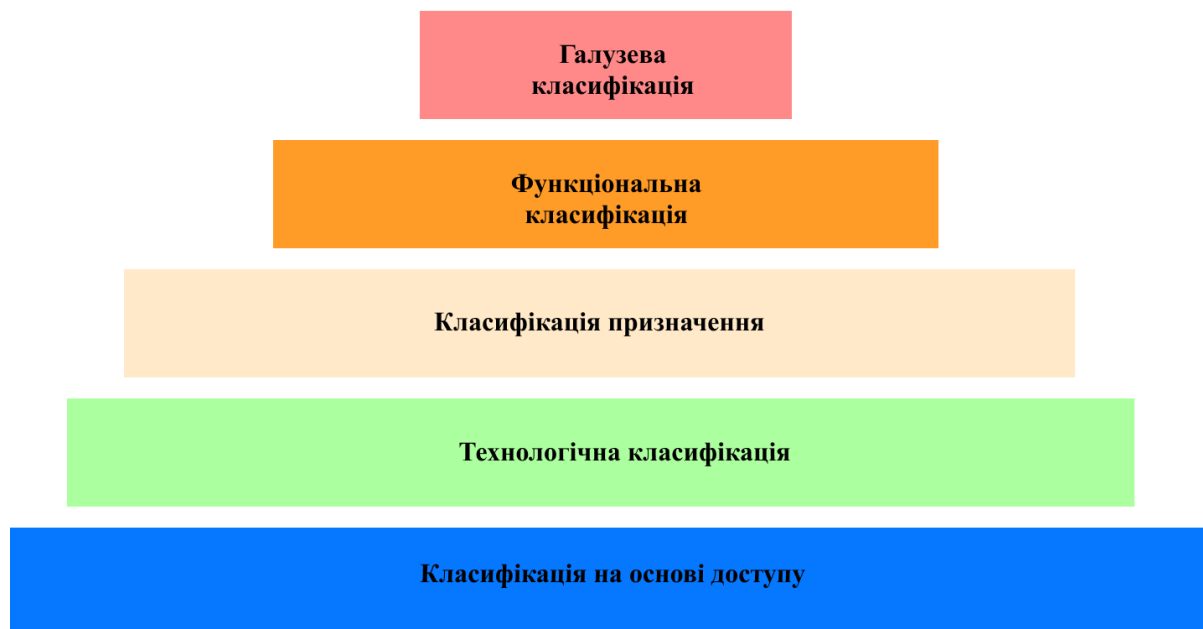 Галузева
класифікація
Функціональна
класифікація
Класифікація призначення
Технологічна класифікація
Класифікація на основі доступу